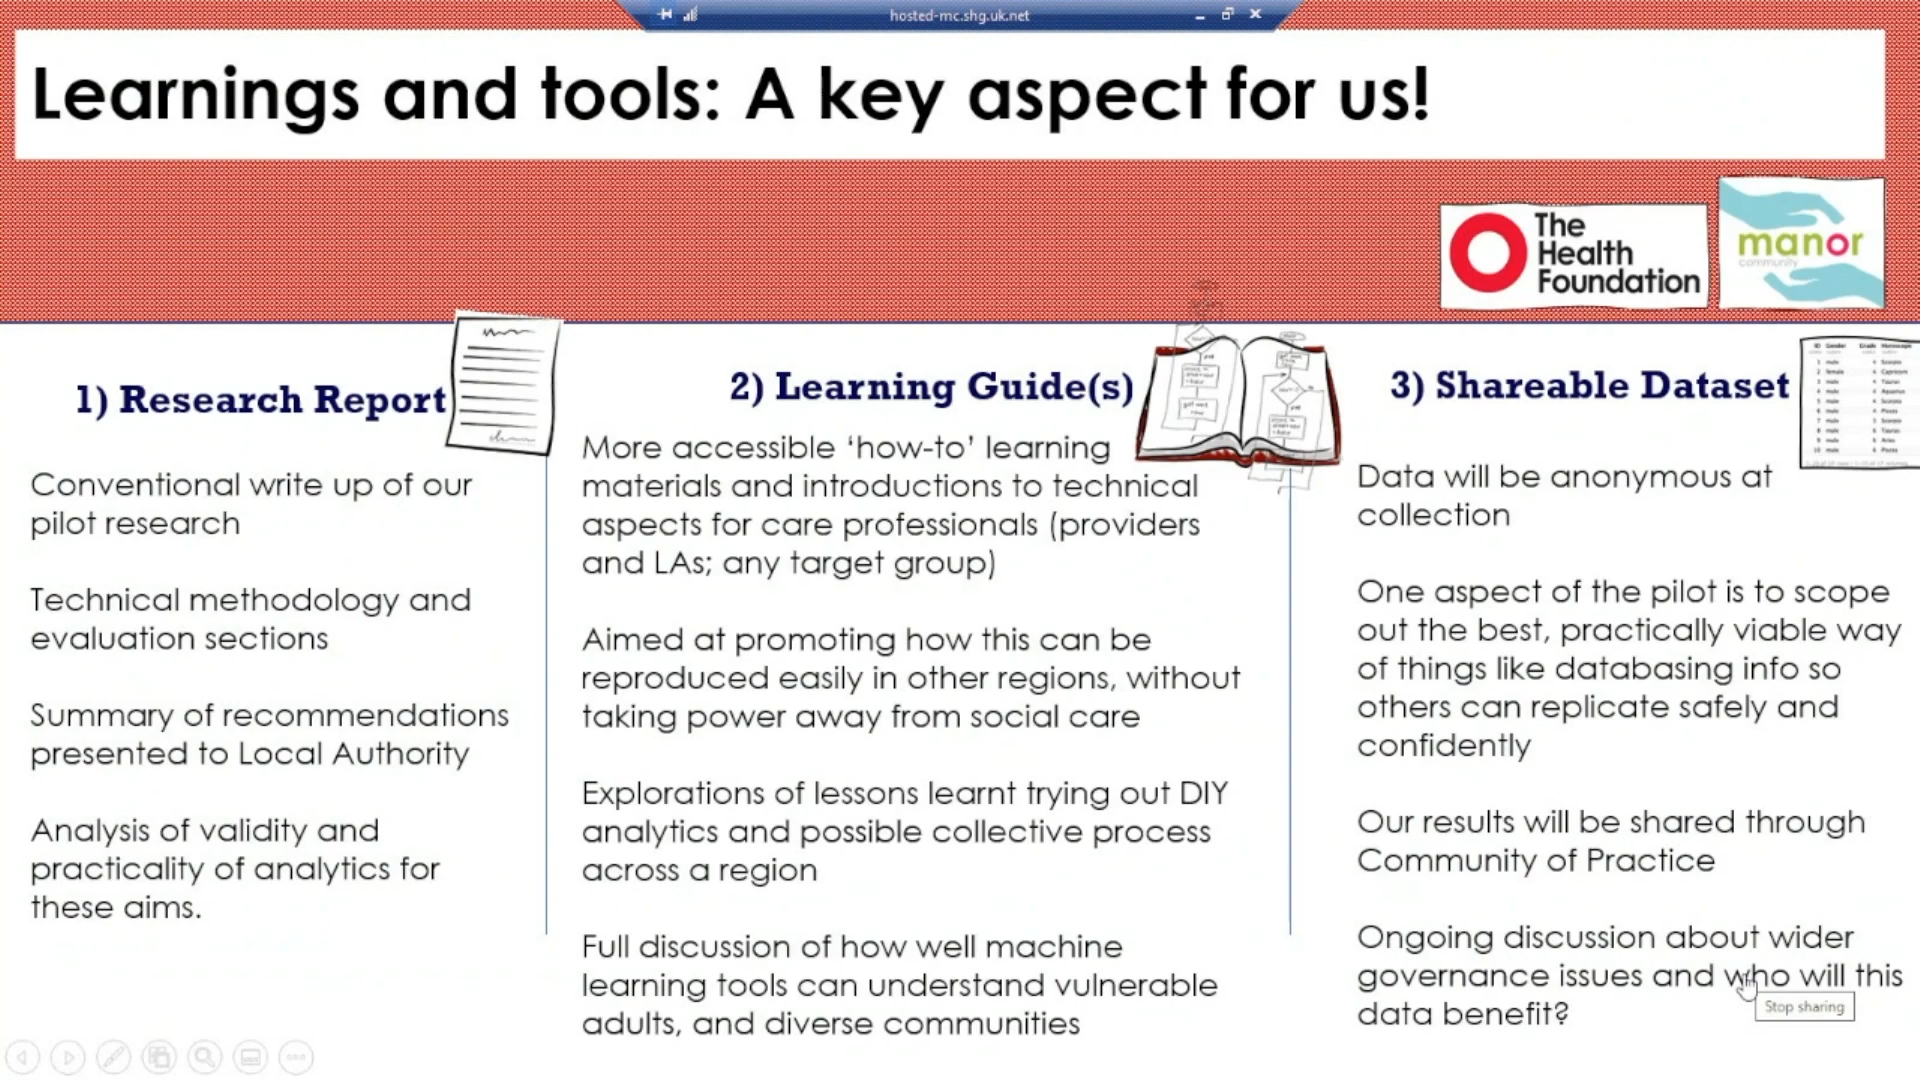 hosted-mc.shg.uk.net
Learnings and tools: A key aspect for us!
The
Health
Foundation
manor
community
1) Research Report
Conventional write up of our
pilot research
Technical methodology and
evaluation sections
Summary of recommendations
presented to Local Authority
Analysis of validity and
practicality of analytics for
these aims.
2) Learning Guide(s)
More accessible ‘how-to’ learning
materials and introductions to technical
aspects for care professionals (providers
and LAs; any target group)
Aimed at promoting how this can be
reproduced easily in other regions, without
taking power away from social care
Explorations of lessons learnt trying out DIY
analytics and possible collective process
across a region
Full discussion of how well machine
learning tools can understand vulnerable
adults, and diverse communities
3) Shareable Dataset
Data will be anonymous at
collection
One aspect of the pilot is to scope
out the best, practically viable way
of things like databasing info so
others can replicate safely and
confidently
Our results will be shared through
Community of Practice
Ongoing discussion about wider
governance issues and who will this
data benefit?
Stop sharing